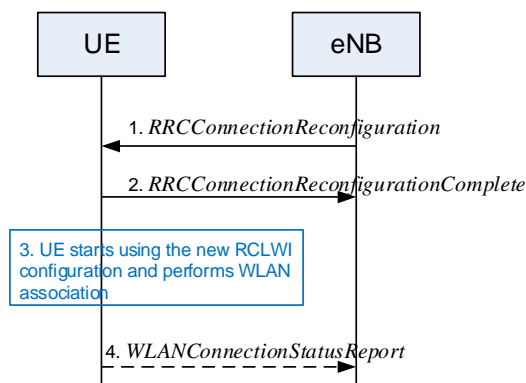 UE
eNB
1. RRCConnectionReconfiguration
2. RRCConnectionReconfigurationComplete
3. UE starts using the new RCLWI
configuration and performs WLAN
association
4. WLANConnectionStatusReport